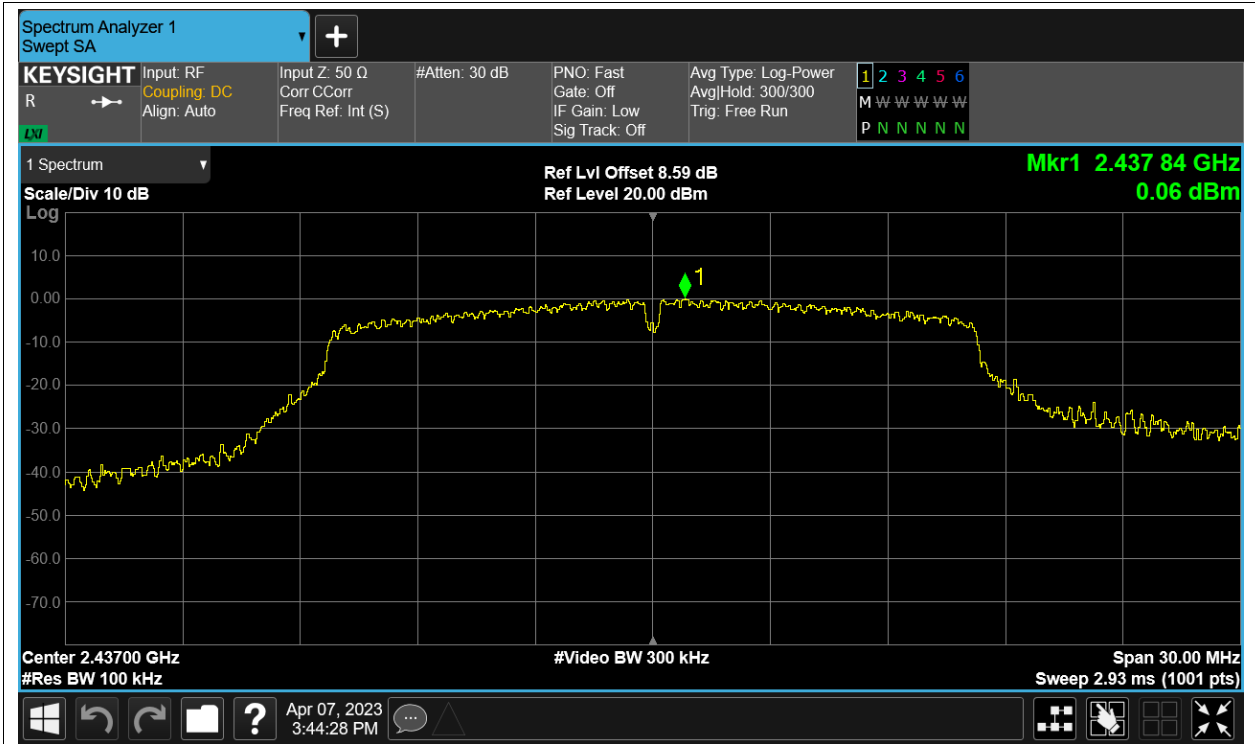 Spectrum Analyzer 1
Swept SA
+
KEYSIGHT
R
LXI
Input: RF
Coupling: DC
Align: Auto
Input Z: 50 Ω
Corr CCorr
Freq Ref: Int (S)
#Atten: 30 dB
PNO: Fast
Gate: Off
IF Gain: Low
Sig Track: Off
Avg Type: Log-Power
Avg|Hold: 300/300
Trig: Free Run
1 2 3 4 5 6
M W W W W W
P N N N N N
1 Spectrum
Scale/Div 10 dB
Log
Ref Lvl Offset 8.59 dB
Ref Level 20.00 dBm
Mkr1 2.437 84 GHz
0.06 dBm
1
10.0
0.00
-10.0
-20.0
-30.0
-40.0
-50.0
-60.0
-70.0
Center 2.43700 GHz
#Res BW 100 kHz
#Video BW 300 kHz
Span 30.00 MHz
Sweep 2.93 ms (1001 pts)
?
Apr 07, 2023
3:44:28 PM